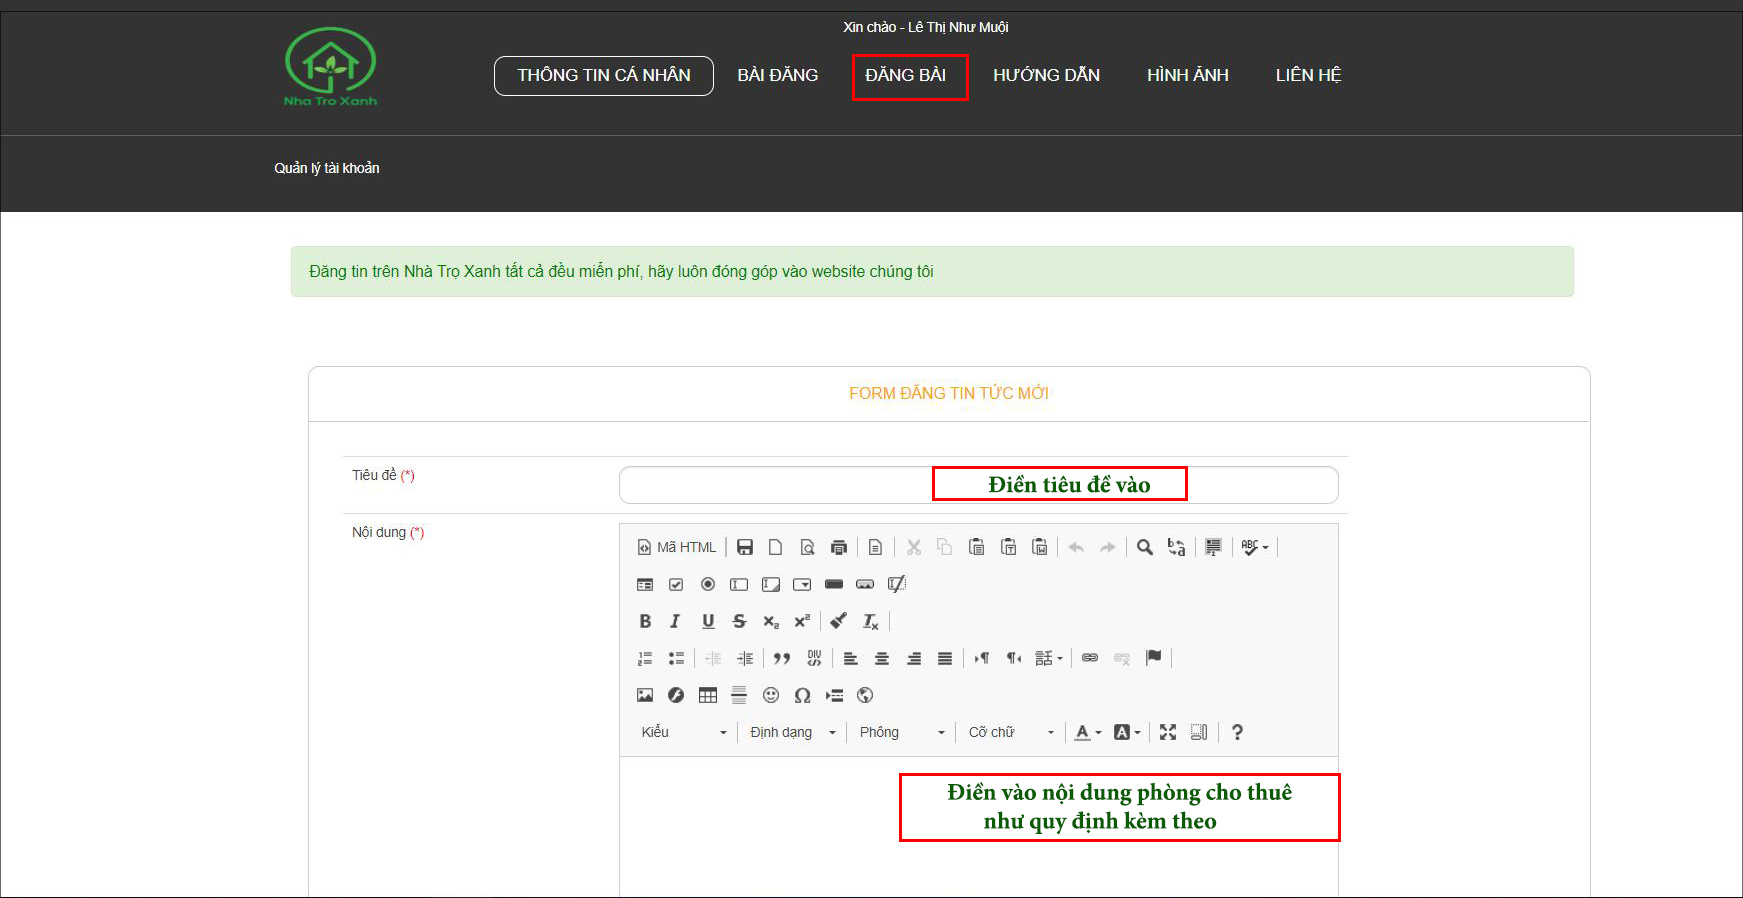 Xin chào - Lê Thị Như Muội
Nha Tro Xanh
THÔNG TIN CÁ NHÂN
BÀI ĐĂNG
ĐĂNG BÀI
HƯỚNG DẪN
HÌNH ẢNH
LIÊN HỆ
Quản lý tài khoản
Đăng tin trên Nhà Trọ Xanh tất cả đều miển phí, hãy luôn đóng góp vào website chúng tôi
FORM ĐĂNG TIN TỨC MỚI
Tiêu đề (*)
Điền tiêu đề vào
Nội dung (*)
Mã HTML
Kiểu
Định dạng
Phông
Cỡ chữ
Điền vào nội dung phòng cho thuê
như quy định kèm theo